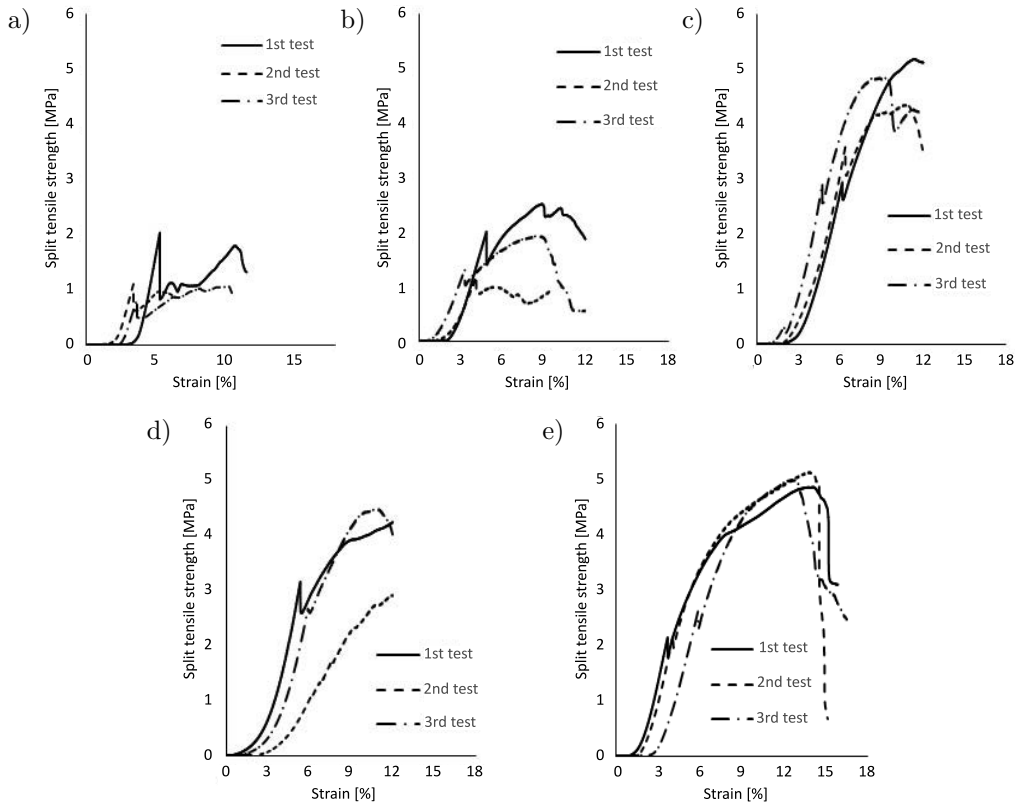 a)
Split tensile strength [MPa]
6
5
4
3
2
1
0
0 5 10 15
Strain [%]
1st test
2nd test
3rd test
b)
Split tensile strength [MPa]
6
5
4
3
2
1
0
0 3 6 9 12 15 18
Strain [%]
1st test
2nd test
3rd test
c)
Split tensile strength [MPa]
6
5
4
3
2
1
0
0 3 6 9 12 15 18
Strain [%]
1st test
2nd test
3rd test
d)
Split tensile strength [MPa]
6
5
4
3
2
1
0
0 3 6 9 12 15 18
Strain [%]
1st test
2nd test
3rd test
e)
Split tensile strength [MPa]
6
5
4
3
2
1
0
0 3 6 9 12 15 18
Strain [%]
1st test
2nd test
3rd test